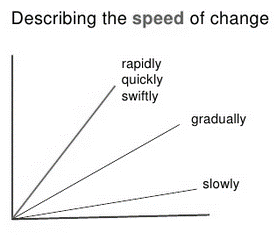 Describing the speed of change
rapidly
quickly
swiftly
gradually
slowly